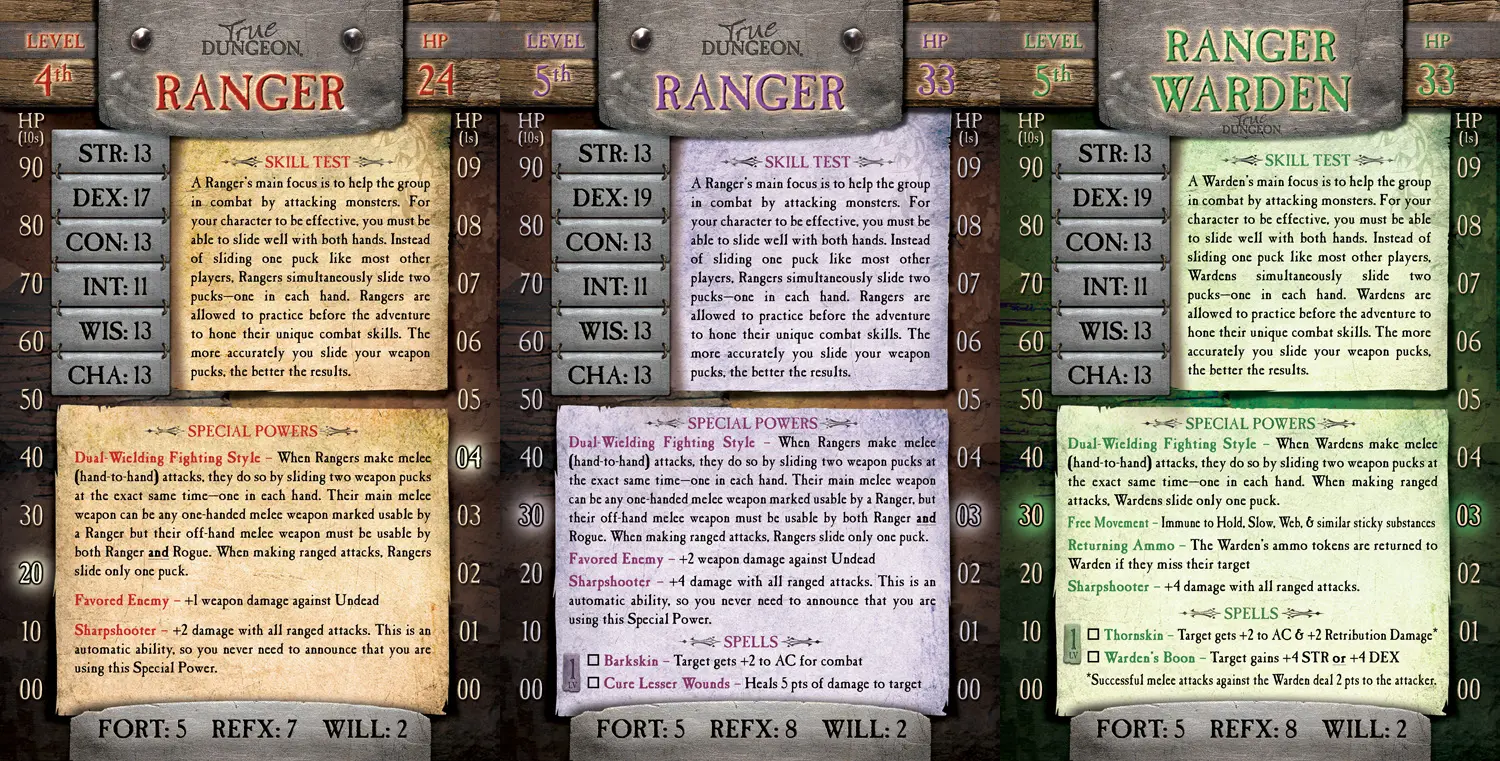 LEVEL
4th
True
DUNGEON
RANGER
HP
24
HP
(10s)
90
80
70
60
50
40
30
20
10
00
STR: 13
DEX: 17
CON: 13
INT: 11
WIS: 13
CHA: 13
SKILL TEST
A Ranger's main focus is to help the group
in combat by attacking monsters. For
your character to be effective, you must be
able to slide well with both hands. Instead
of sliding one puck like most other
players, Rangers simultaneously slide two
pucks—one in each hand. Rangers are
allowed to practice before the adventure
to hone their unique combat skills. The
more accurately you slide your weapon
pucks, the better the results.
HP
(1s)
09
08
07
06
05
04
03
02
01
00
SPECIAL POWERS
Dual-Wielding Fighting Style – When Rangers make melee
(hand-to-hand) attacks, they do so by sliding two weapon pucks
at the exact same time—one in each hand. Their main melee
weapon can be any one-handed melee weapon marked usable by
a Ranger but their off-hand melee weapon must be usable by
both Ranger and Rogue. When making ranged attacks, Rangers
slide only one puck.
Favored Enemy – +1 weapon damage against Undead
Sharpshooter – +2 damage with all ranged attacks. This is an
automatic ability, so you never need to announce that you are
using this Special Power.
FORT: 5 REFX: 7 WILL: 2
LEVEL
5th
True
DUNGEON
RANGER
HP
33
HP
(10s)
90
80
70
60
50
40
30
20
10
00
STR: 13
DEX: 19
CON: 13
INT: 11
WIS: 13
CHA: 13
SKILL TEST
A Ranger's main focus is to help the group
in combat by attacking monsters. For
your character to be effective, you must be
able to slide well with both hands. Instead
of sliding one puck like most other
players, Rangers simultaneously slide two
pucks—one in each hand. Rangers are
allowed to practice before the adventure
to hone their unique combat skills. The
more accurately you slide your weapon
pucks, the better the results.
HP
(1s)
09
08
07
06
05
04
03
02
01
00
SPECIAL POWERS
Dual-Wielding Fighting Style – When Rangers make melee
(hand-to-hand) attacks, they do so by sliding two weapon pucks at
the exact same time—one in each hand. Their main melee weapon
can be any one-handed melee weapon marked usable by a Ranger, but
their off-hand melee weapon must be usable by both Ranger and
Rogue. When making ranged attacks, Rangers slide only one puck.
Favored Enemy – +2 weapon damage against Undead
Sharpshooter – +4 damage with all ranged attacks. This is an
automatic ability, so you never need to announce that you are
using this Special Power.
SPELLS
1
LV
Barkskin – Target gets +2 to AC for combat
Cure Lesser Wounds – Heals 5 pts of damage to target
FORT: 5 REFX: 8 WILL: 2
LEVEL
5th
RANGER
WARDEN
True
DUNGEON
HP
33
HP
(10s)
90
80
70
60
50
40
30
20
10
00
STR: 13
DEX: 19
CON: 13
INT: 11
WIS: 13
CHA: 13
SKILL TEST
A Warden's main focus is to help the group
in combat by attacking monsters. For your
character to be effective, you must be able
to slide well with both hands. Instead of
sliding one puck like most other players,
Wardens simultaneously slide two
pucks—one in each hand. Wardens are
allowed to practice before the adventure to
hone their unique combat skills. The more
accurately you slide your weapon pucks,
the better the results.
HP
(1s)
09
08
07
06
05
04
03
02
01
00
SPECIAL POWERS
Dual-Wielding Fighting Style – When Wardens make melee
(hand-to-hand) attacks, they do so by sliding two weapon pucks at
the exact same time—one in each hand. When making ranged
attacks, Wardens slide only one puck.
Free Movement – Immune to Hold, Slow, Web, & similar sticky substances
Returning Ammo – The Warden's ammo tokens are returned to
Warden if they miss their target
Sharpshooter – +4 damage with all ranged attacks.
SPELLS
1
LV
Thornskin – Target gets +2 to AC & +2 Retribution Damage*
Warden's Boon – Target gains +4 STR or +4 DEX
*Successful melee attacks against the Warden deal 2 pts to the attacker.
FORT: 5 REFX: 8 WILL: 2